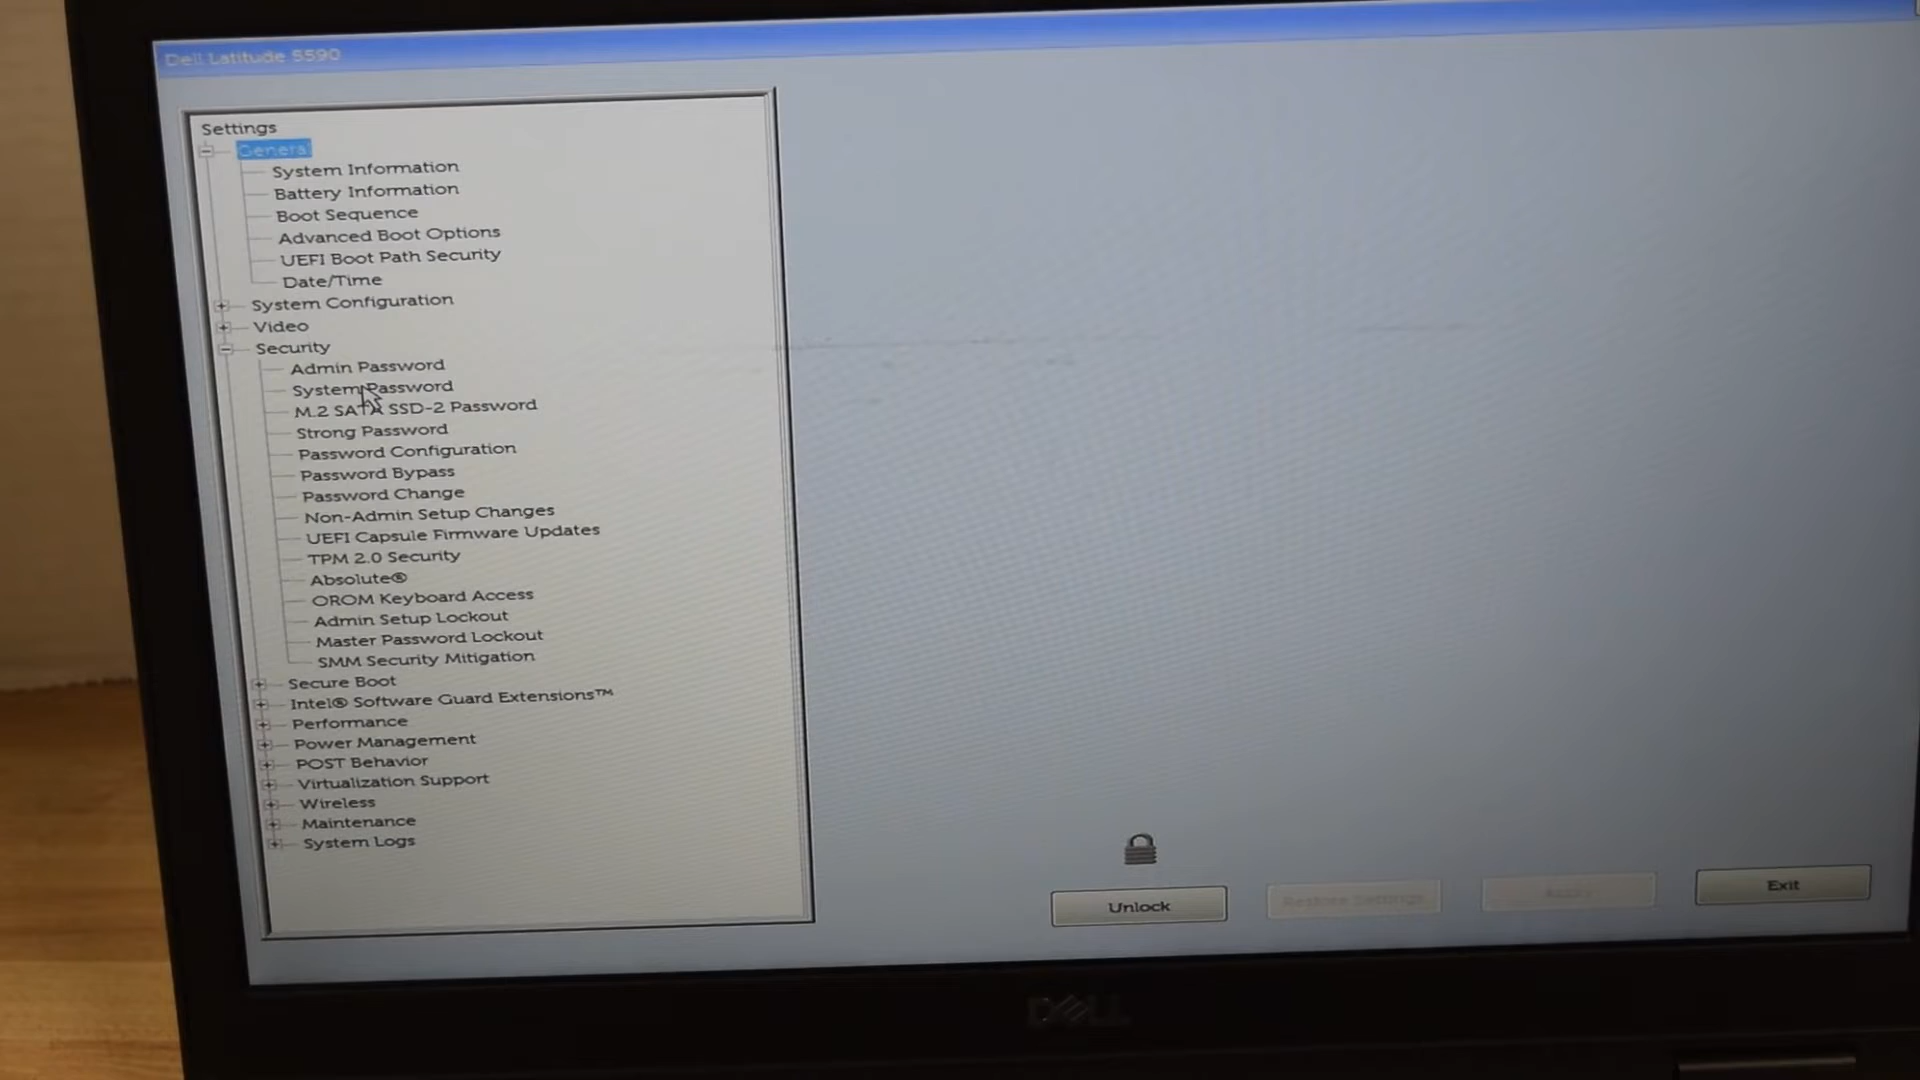 Dell Latitude 5590
Settings
General
System Information
Battery Information
Boot Sequence
Advanced Boot Options
UEFI Boot Path Security
Date/Time
System Configuration
Video
Security
Admin Password
System Password
M.2 SATA SSD-2 Password
Strong Password
Password Configuration
Password Bypass
Password Change
Non-Admin Setup Changes
UEFI Capsule Firmware Updates
TPM 2.0 Security
Absolute®
OROM Keyboard Access
Admin Setup Lockout
Master Password Lockout
SMM Security Mitigation
Secure Boot
Intel® Software Guard Extensions™
Performance
Power Management
POST Behavior
Virtualization Support
Wireless
Maintenance
System Logs
Unlock
Restore Settings
Exit
DELL